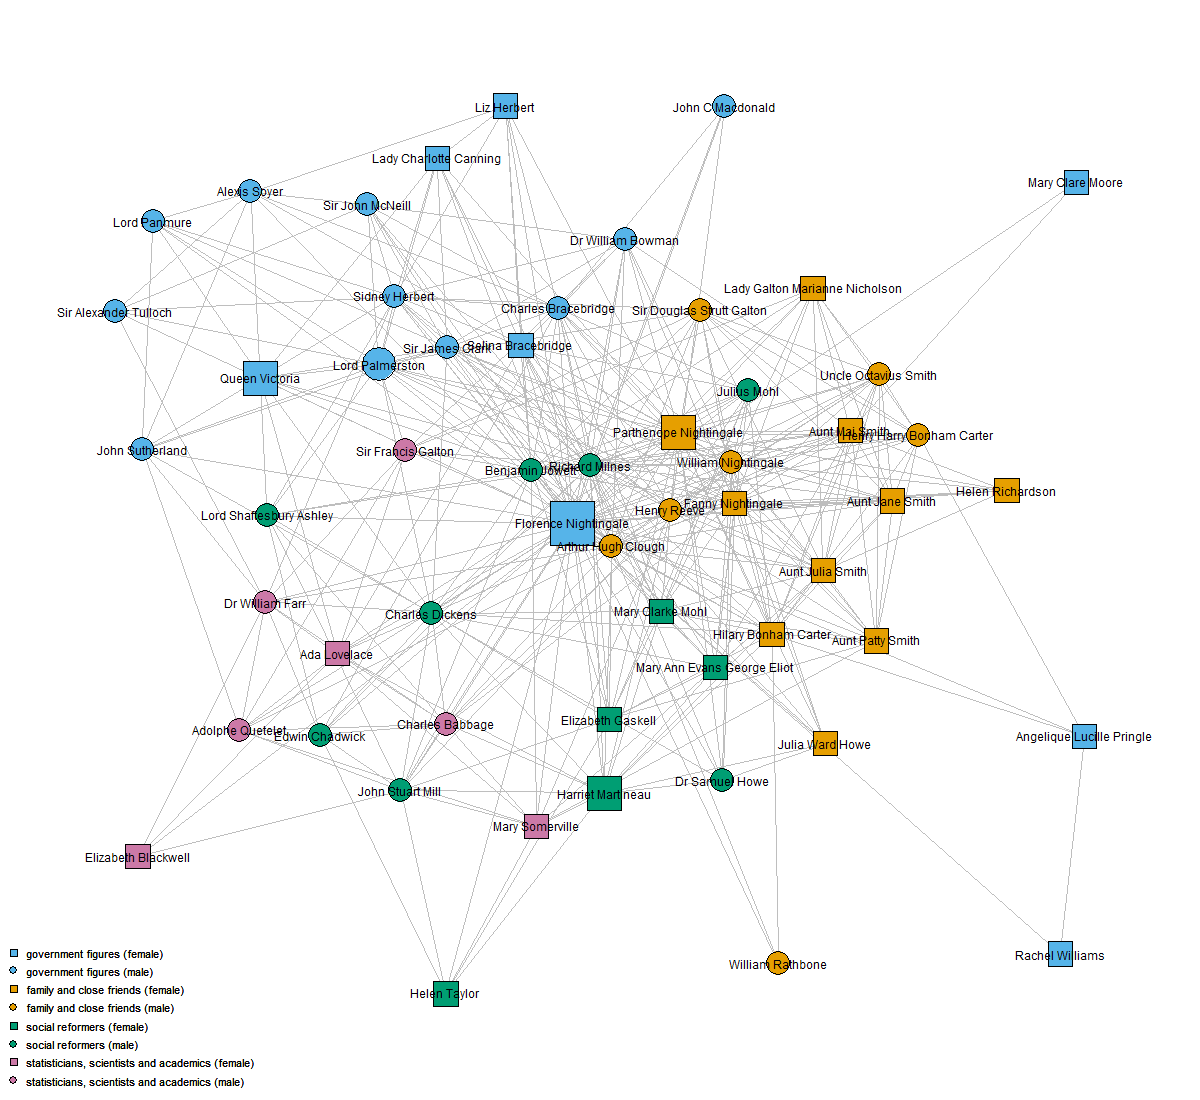 Liz Herbert
John C Macdonald
Lady Charlotte Canning
Mary Clare Moore
Alexis Soyer
Sir John McNeill
Lord Panmure
Dr William Bowman
Lady Galton Marianne Nicholson
Sidney Herbert
Charles Bracebridge
Sir Douglas Strutt Galton
Sir Alexander Tulloch
Sir James Clark
Selina Bracebridge
Lord Palmerston
Queen Victoria
Uncle Octavius Smith
Julius Mohl
Parthenope Nightingale
Aunt Mai Smith
Henry Harry Bonham Carter
John Sutherland
Sir Francis Galton
Benjamin Jowett
Richard Milnes
William Nightingale
Helen Richardson
Fanny Nightingale
Aunt Jane Smith
Henry Reeve
Lord Shaftesbury Ashley
Florence Nightingale
Arthur Hugh Clough
Aunt Julia Smith
Dr William Farr
Charles Dickens
Mary Clarke Mohl
Hilary Bonham Carter
Aunt Patty Smith
Ada Lovelace
Mary Ann Evans George Eliot
Elizabeth Gaskell
Charles Babbage
Adolphe Quetelet
Edwin Chadwick
Angelique Lucille Pringle
Julia Ward Howe
Dr Samuel Howe
John Stuart Mill
Harriet Martineau
Mary Somerville
Elizabeth Blackwell
Rachel Williams
William Rathbone
Helen Taylor
government figures (female)
government figures (male)
family and close friends (female)
family and close friends (male)
social reformers (female)
social reformers (male)
statisticians, scientists and academics (female)
statisticians, scientists and academics (male)